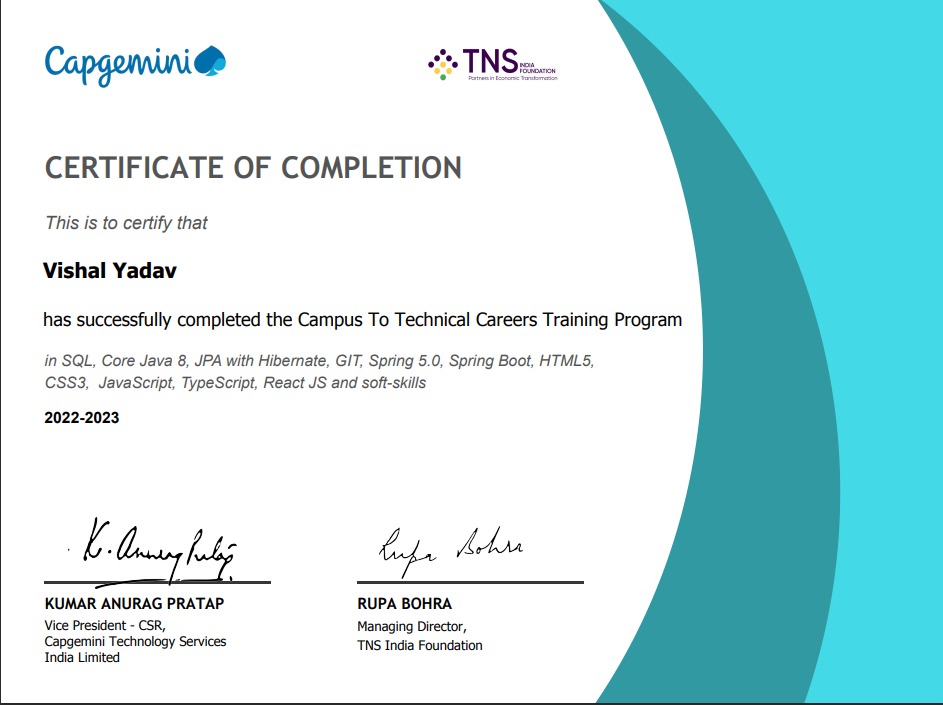 Capgemini
TNS INDIA FOUNDATION
Partners in Economic Transformation
CERTIFICATE OF COMPLETION
This is to certify that
Vishal Yadav
has successfully completed the Campus To Technical Careers Training Program
in SQL, Core Java 8, JPA with Hibernate, GIT, Spring 5.0, Spring Boot, HTML5,
CSS3, JavaScript, TypeScript, React JS and soft-skills
2022-2023
K. Anurag Pratap
Rupa Bohra
KUMAR ANURAG PRATAP
Vice President - CSR,
Capgemini Technology Services
India Limited
RUPA BOHRA
Managing Director,
TNS India Foundation